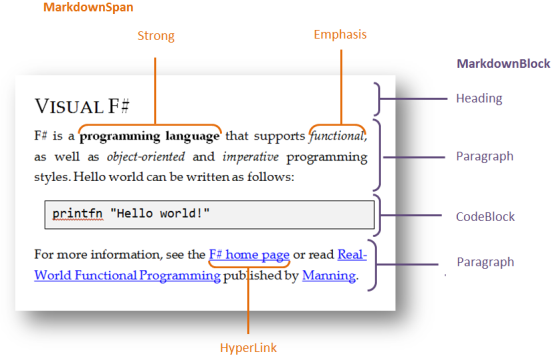 MarkdownSpan
Strong
Emphasis
MarkdownBlock
VISUAL F#
Heading
F# is a programming language that supports functional,
as well as object-oriented and imperative programming
styles. Hello world can be written as follows:
Paragraph
printfn "Hello world!"
CodeBlock
For more information, see the F# home page or read Real-
World Functional Programming published by Manning.
Paragraph
HyperLink